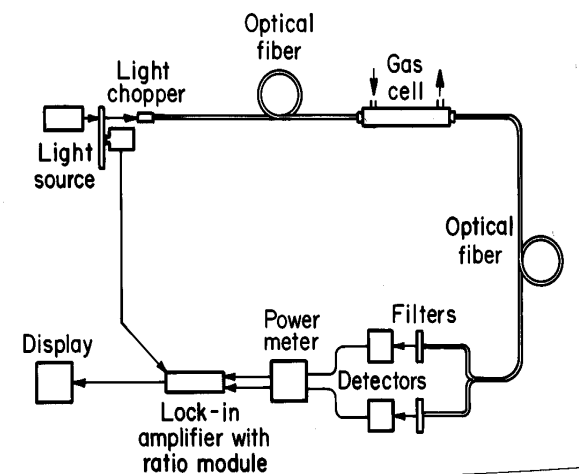 Optical
fiber
Light
chopper
Gas
cell
Light
source
Optical
fiber
Power
meter
Filters
Display
Detectors
Lock-in
amplifier with
ratio module